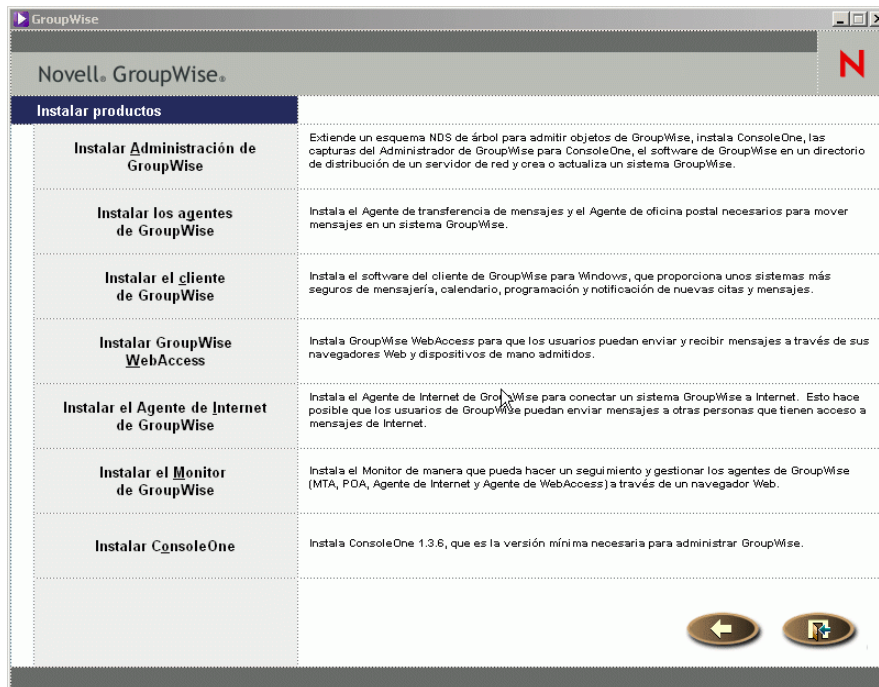 GroupWise
Novell® GroupWise®
N
Instalar productos
Instalar Administración de
GroupWise
Extiende un esquema NDS de árbol para admitir objetos de GroupWise, instala ConsoleOne, las
capturas del Administrador de GroupWise para ConsoleOne, el software de GroupWise en un directorio
de distribución de un servidor de red y crea o actualiza un sistema GroupWise.
Instalar los agentes
de GroupWise
Instala el Agente de transferencia de mensajes y el Agente de oficina postal necesarios para mover
mensajes en un sistema GroupWise.
Instalar el cliente
de GroupWise
Instala el software del cliente de GroupWise para Windows, que proporciona unos sistemas más
seguros de mensajería, calendario, programación y notificación de nuevas citas y mensajes.
Instalar GroupWise
WebAccess
Instala GroupWise WebAccess para que los usuarios puedan enviar y recibir mensajes a través de sus
navegadores Web y dispositivos de mano admitidos.
Instalar el Agente de Internet
de GroupWise
Instala el Agente de Internet de GroupWise para conectar un sistema GroupWise a Internet. Esto hace
posible que los usuarios de GroupWise puedan enviar mensajes a otras personas que tienen acceso a
mensajes de Internet.
Instalar el Monitor
de GroupWise
Instala el Monitor de manera que pueda hacer un seguimiento y gestionar los agentes de GroupWise
(MTA, POA, Agente de Internet y Agente de WebAccess) a través de un navegador Web.
Instalar ConsoleOne
Instala ConsoleOne 1.3.6, que es la versión mínima necesaria para administrar GroupWise.